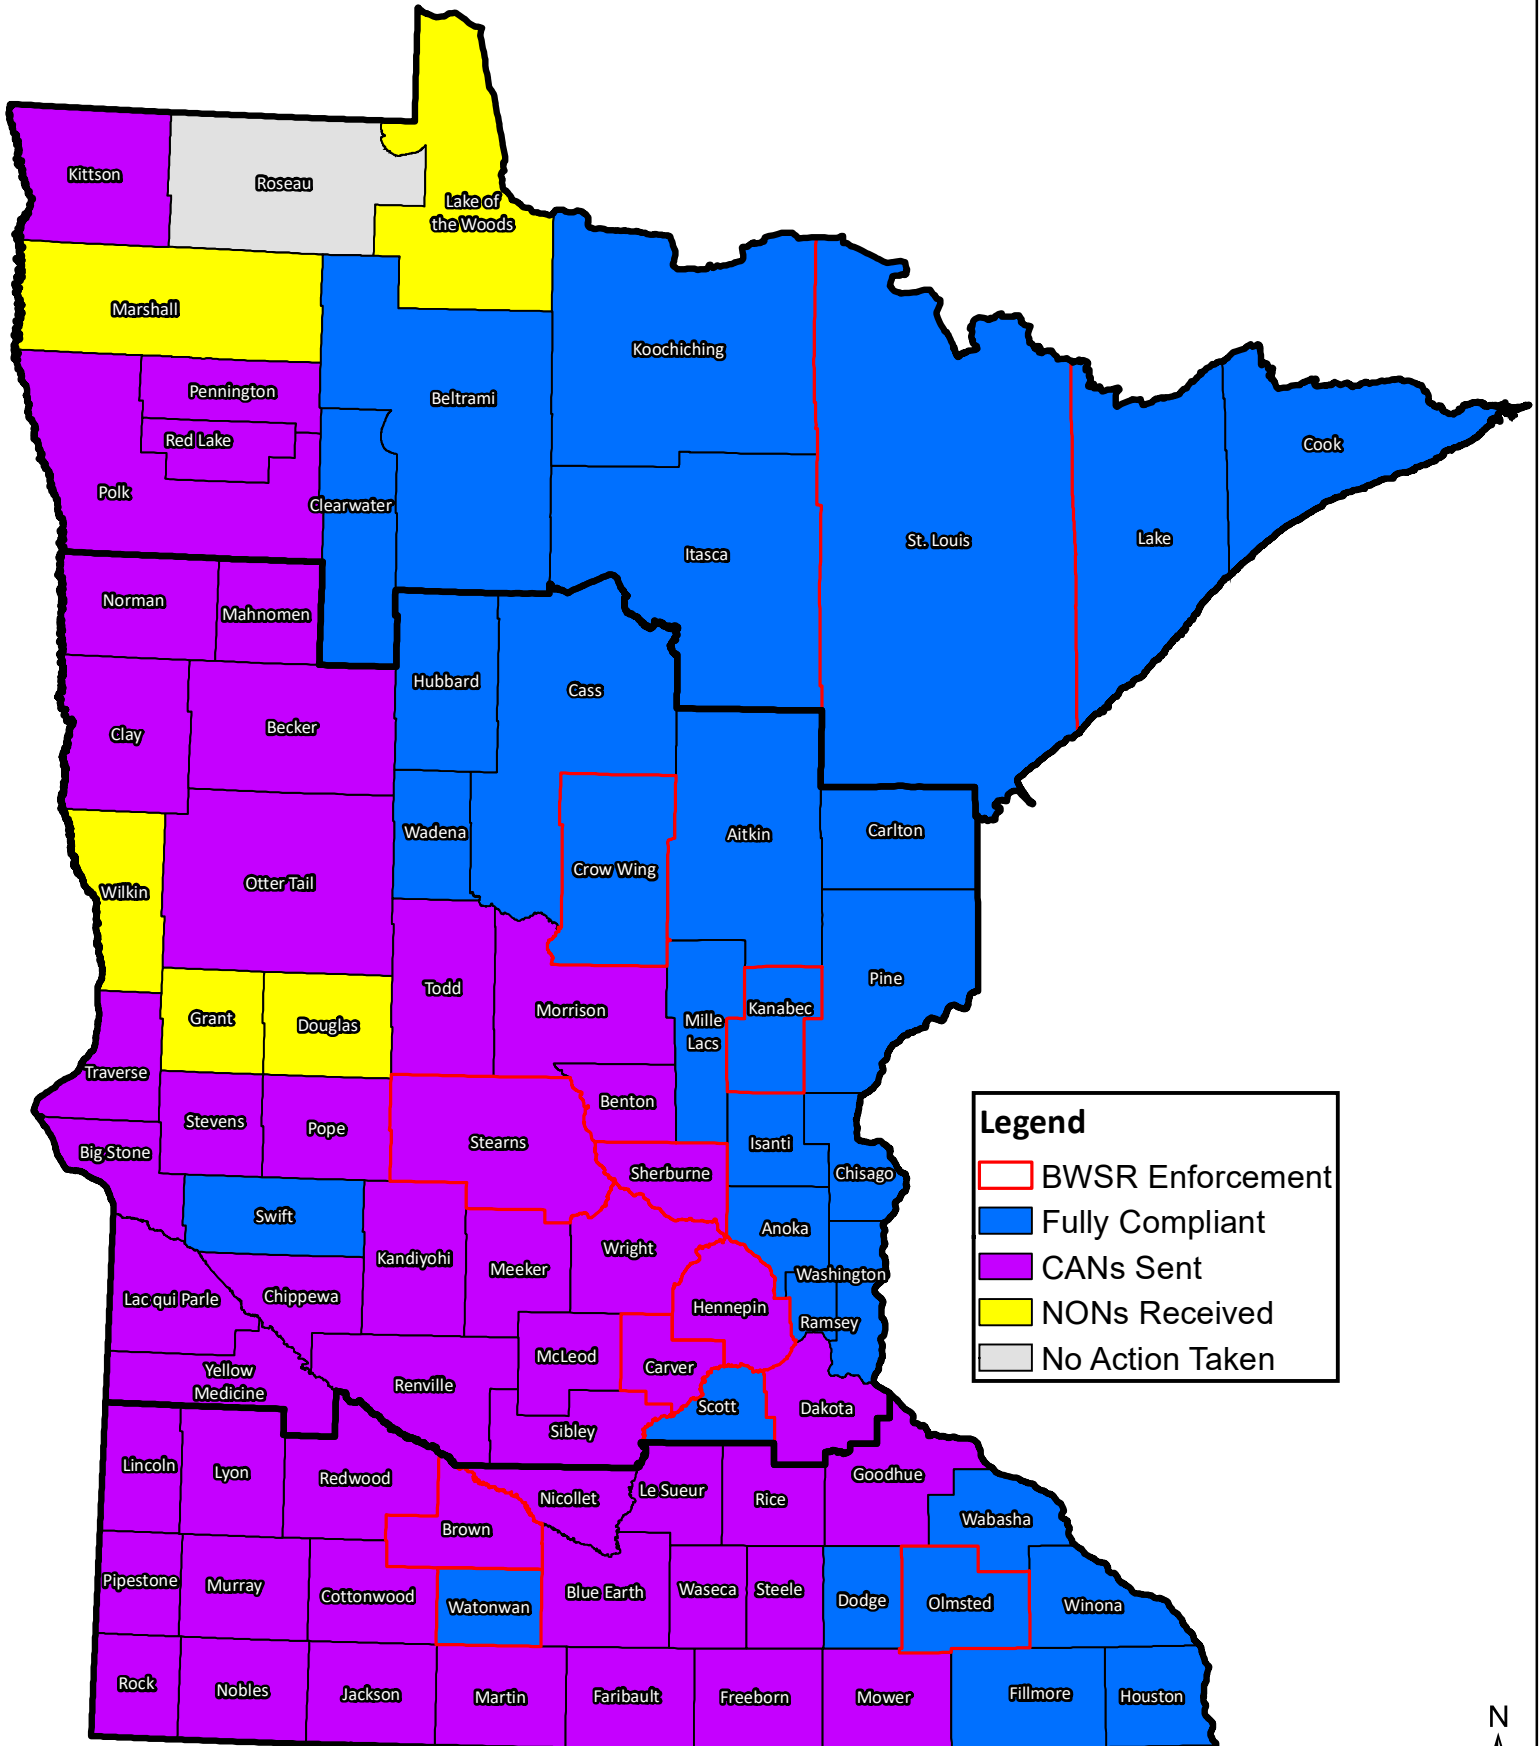 Kittson
Roseau
Lake of
the Woods
Marshall
Koochiching
Pennington
Beltrami
Red Lake
Cook
Polk
Clearwater
St. Louis
Lake
Itasca
Norman
Mahnomen
Hubbard
Cass
Becker
Clay
Wadena
Aitkin
Carlton
Crow Wing
Otter Tail
Wilkin
Pine
Todd
Morrison
Kanabec
Mille
Lacs
Grant
Douglas
Traverse
Benton
Stevens
Pope
Stearns
Isanti
Big Stone
Sherburne
Chisago
Swift
Anoka
Wright
Kandiyohi
Meeker
Washington
Lac qui Parle
Chippewa
Hennepin
Ramsey
McLeod
Carver
Yellow
Medicine
Renville
Scott
Dakota
Sibley
Legend
BWSR Enforcement
Fully Compliant
CANs Sent
NONs Received
No Action Taken
Lincoln
Lyon
Redwood
Nicollet
Le Sueur
Rice
Goodhue
Brown
Wabasha
Pipestone
Murray
Cottonwood
Watonwan
Blue Earth
Waseca
Steele
Dodge
Olmsted
Winona
Rock
Nobles
Jackson
Martin
Faribault
Freeborn
Mower
Fillmore
Houston
N